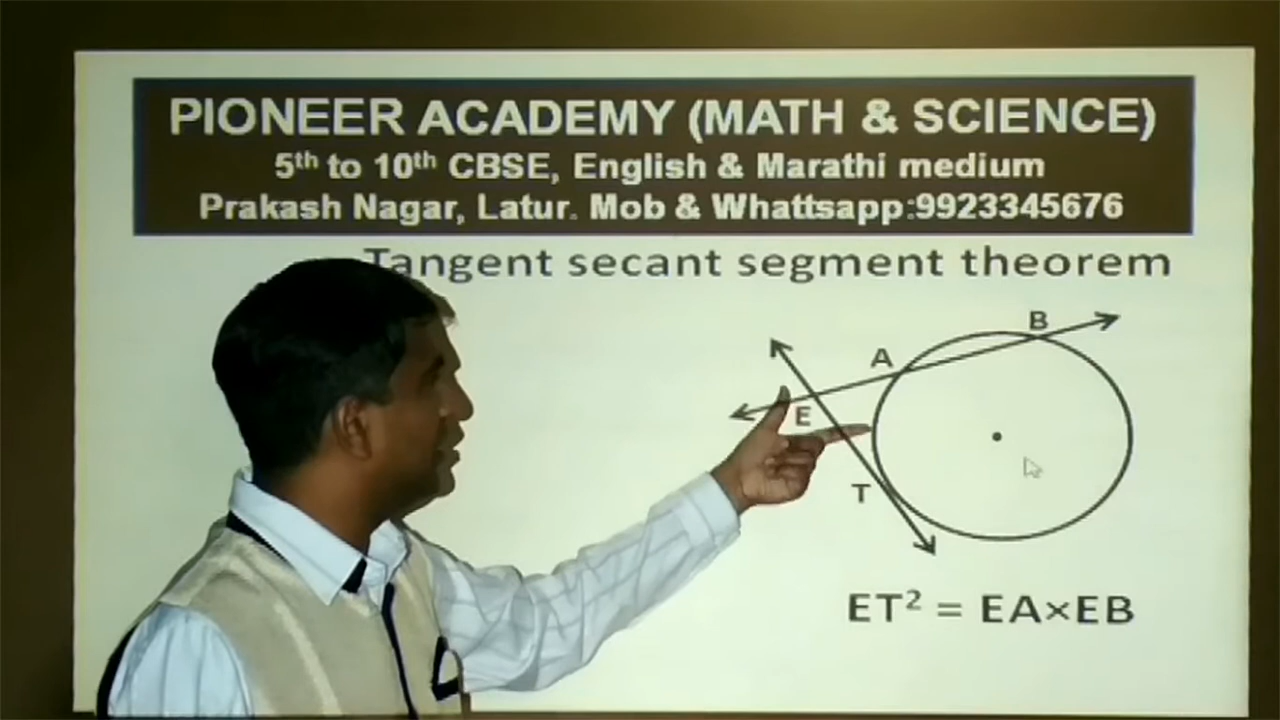 PIONEER ACADEMY (MATH & SCIENCE)
5th to 10th CBSE, English & Marathi medium
Prakash Nagar, Latur. Mob & Whattsapp:9923345676
Tangent secant segment theorem
B
A
E
T
ET² = EA×EB